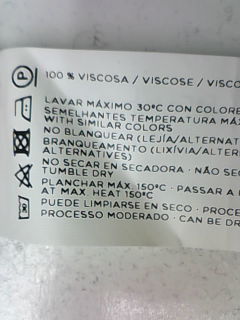 P
100 % VISCOSA / VISCOSE / VISCO
LAVAR MÁXIMO 30ºC CON COLORE
SEMELHANTES TEMPERATURA MÁX
WITH SIMILAR COLORS
NO BLANQUEAR (LEJÍA/ALTERNAT
BRANQUEAMENTO (LIXÍVIA/ALTER
ALTERNATIVES)
NO SECAR EN SECADORA · NÃO SEC
TUMBLE DRY
PLANCHAR MÁX. 150ºC · PASSAR A
AT MAX. HEAT 150ºC
PUEDE LIMPIARSE EN SECO · PROCE
PROCESSO MODERADO · CAN BE DR